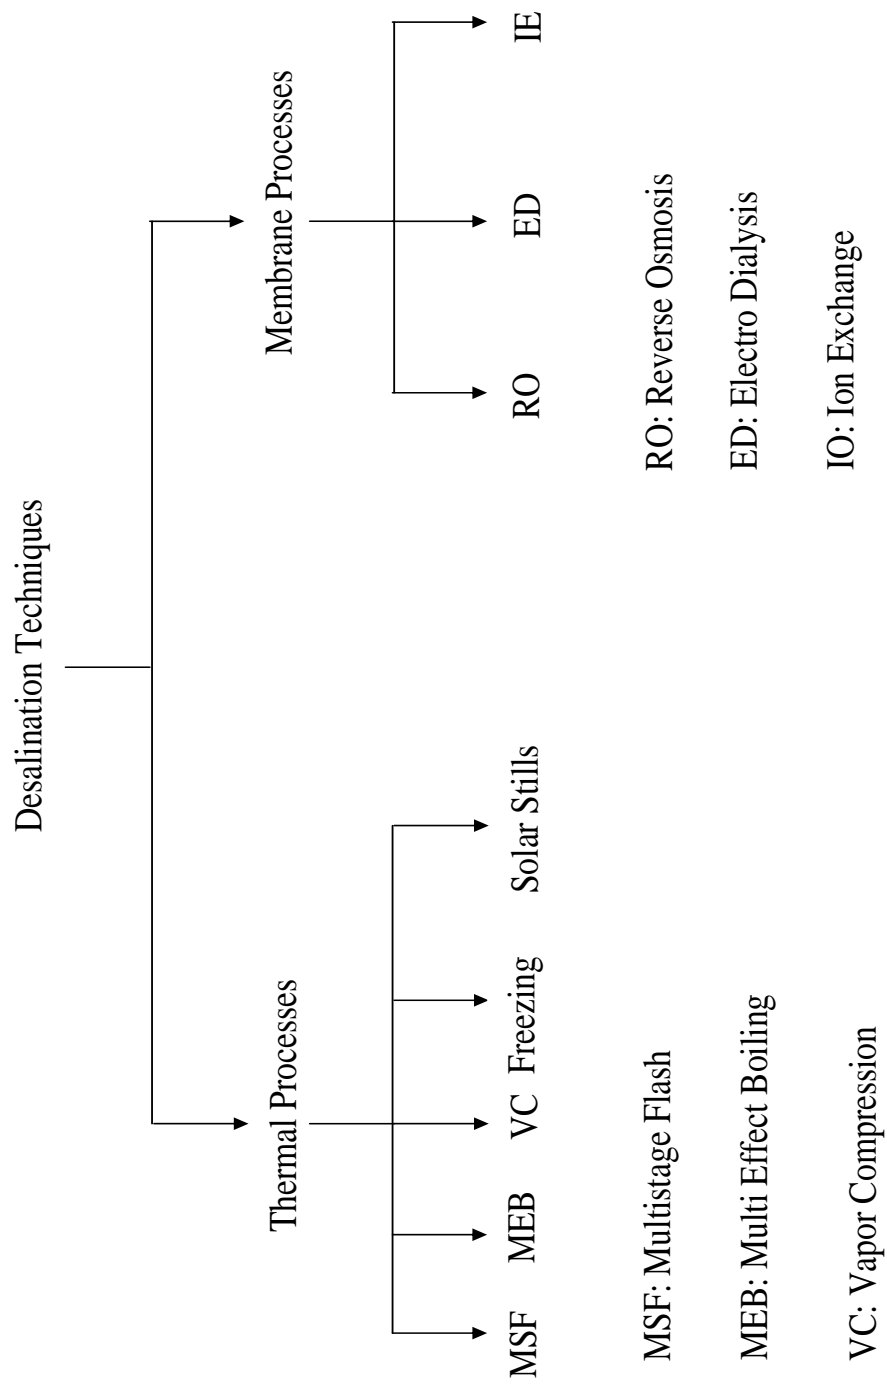 Desalination Techniques
Thermal Processes
Membrane Processes
MSF
MEB
VC
Freezing
Solar Stills
RO
ED
IE
MSF: Multistage Flash
MEB: Multi Effect Boiling
VC: Vapor Compression
RO: Reverse Osmosis
ED: Electro Dialysis
IO: Ion Exchange